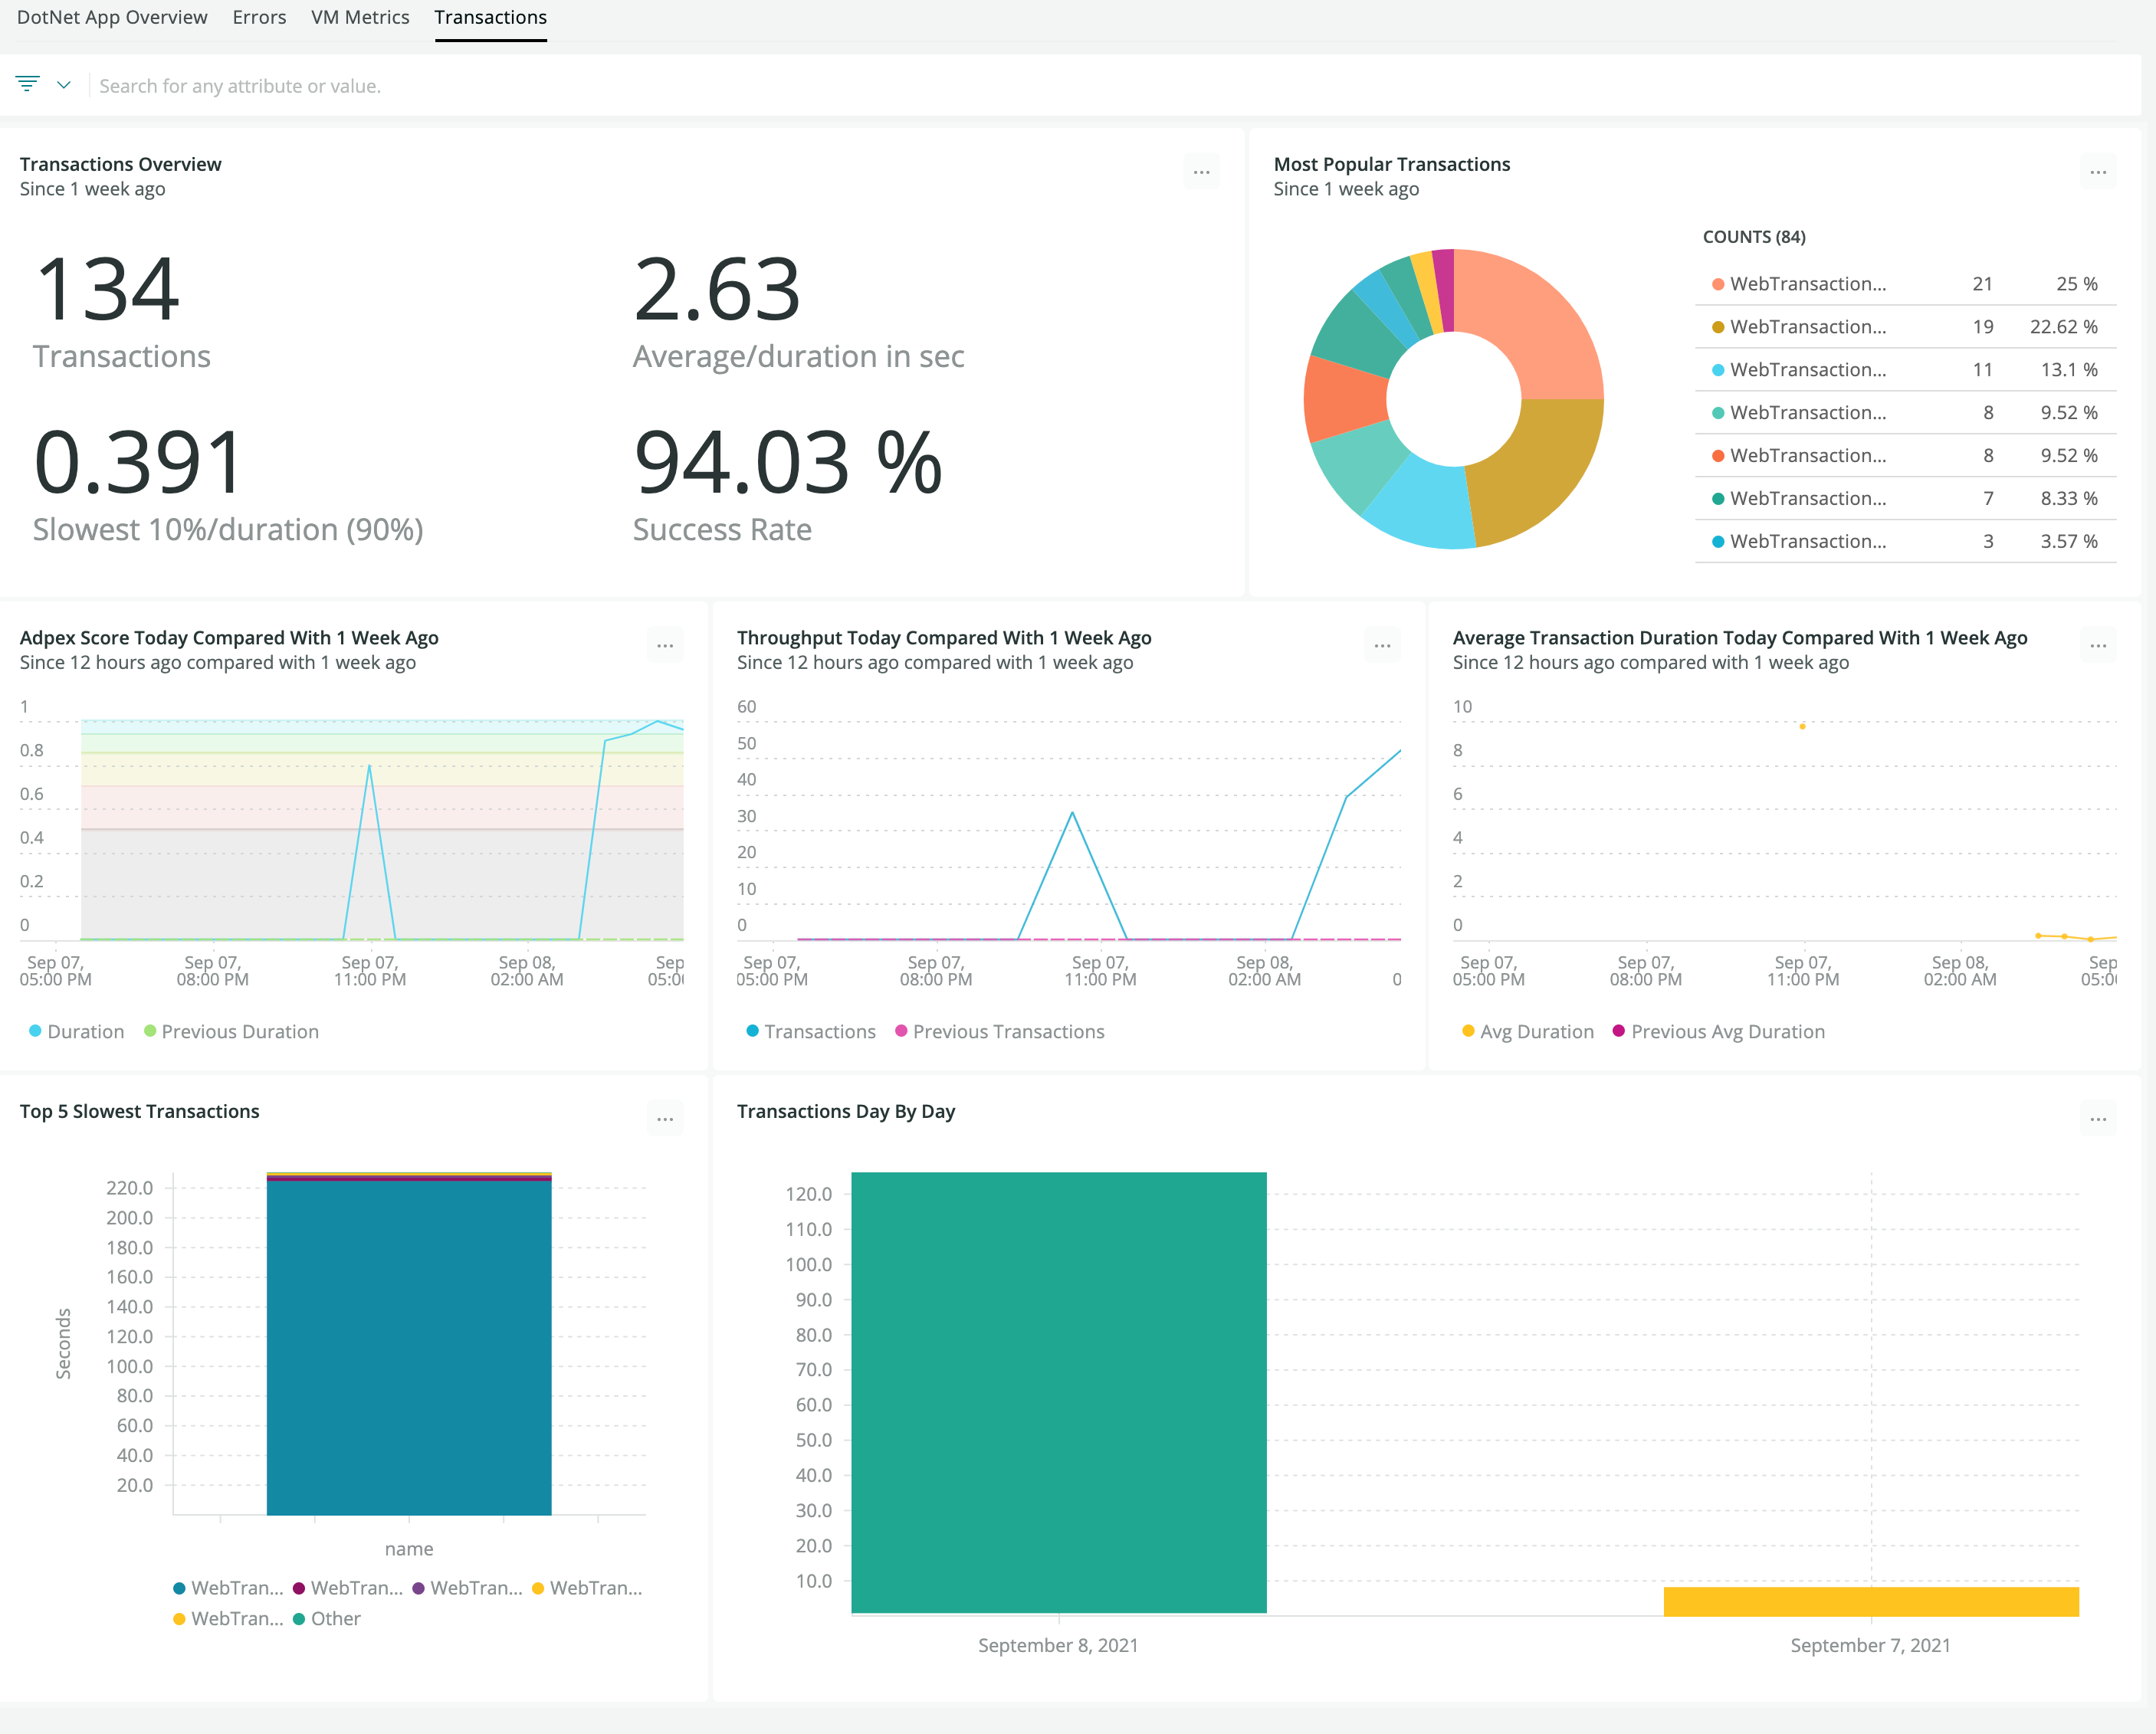 DotNet App Overview Errors VM Metrics Transactions
Search for any attribute or value.
Transactions Overview
Since 1 week ago
134
Transactions
2.63
Average/duration in sec
0.391
Slowest 10%/duration (90%)
94.03 %
Success Rate
Most Popular Transactions
Since 1 week ago
COUNTS (84)
WebTransaction... 21 25 %
WebTransaction... 19 22.62 %
WebTransaction... 11 13.1 %
WebTransaction... 8 9.52 %
WebTransaction... 8 9.52 %
WebTransaction... 7 8.33 %
WebTransaction... 3 3.57 %
Adpex Score Today Compared With 1 Week Ago
Since 12 hours ago compared with 1 week ago
1
0.8
0.6
0.4
0.2
0
Sep 07, Sep 07, Sep 07, Sep 08, Sep
05:00 PM 08:00 PM 11:00 PM 02:00 AM 05:0
Duration Previous Duration
Throughput Today Compared With 1 Week Ago
Since 12 hours ago compared with 1 week ago
60
50
40
30
20
10
0
Sep 07, Sep 07, Sep 07, Sep 08,
05:00 PM 08:00 PM 11:00 PM 02:00 AM 0
Transactions Previous Transactions
Average Transaction Duration Today Compared With 1 Week Ago
Since 12 hours ago compared with 1 week ago
10
8
6
4
2
0
Sep 07, Sep 07, Sep 07, Sep 08, Sep
05:00 PM 08:00 PM 11:00 PM 02:00 AM 05:0
Avg Duration Previous Avg Duration
Top 5 Slowest Transactions
220.0
200.0
180.0
160.0
140.0
120.0
100.0
80.0
60.0
40.0
20.0
Seconds
name
WebTran... WebTran... WebTran... WebTran...
WebTran... Other
Transactions Day By Day
120.0
110.0
100.0
90.0
80.0
70.0
60.0
50.0
40.0
30.0
20.0
10.0
September 8, 2021 September 7, 2021